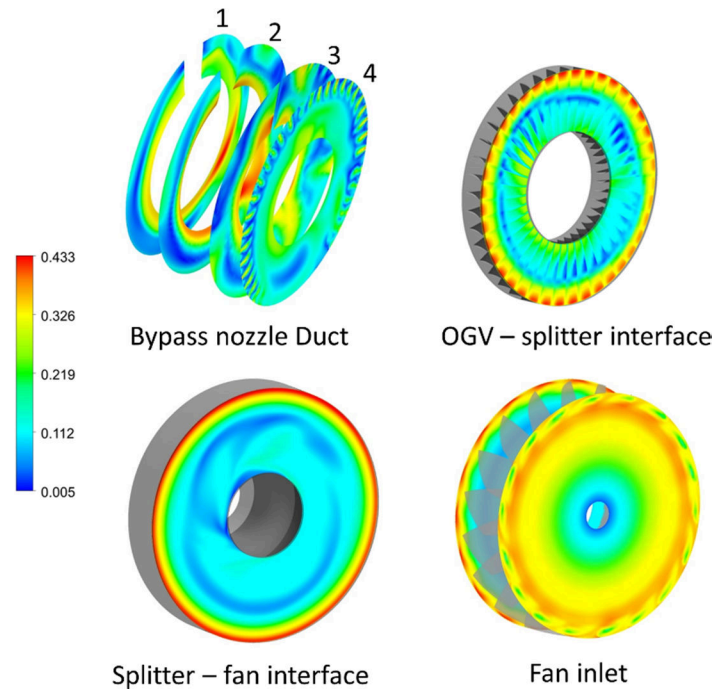 1
2
3
4
Bypass nozzle Duct
OGV – splitter interface
0.433
0.326
0.219
0.112
0.005
Splitter – fan interface
Fan inlet